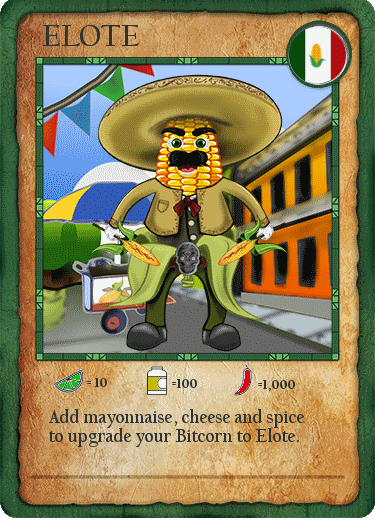 ELOTE
= 10
=100
=1,000
Add mayonnaise, cheese and spice
to upgrade your Bitcorn to Elote.